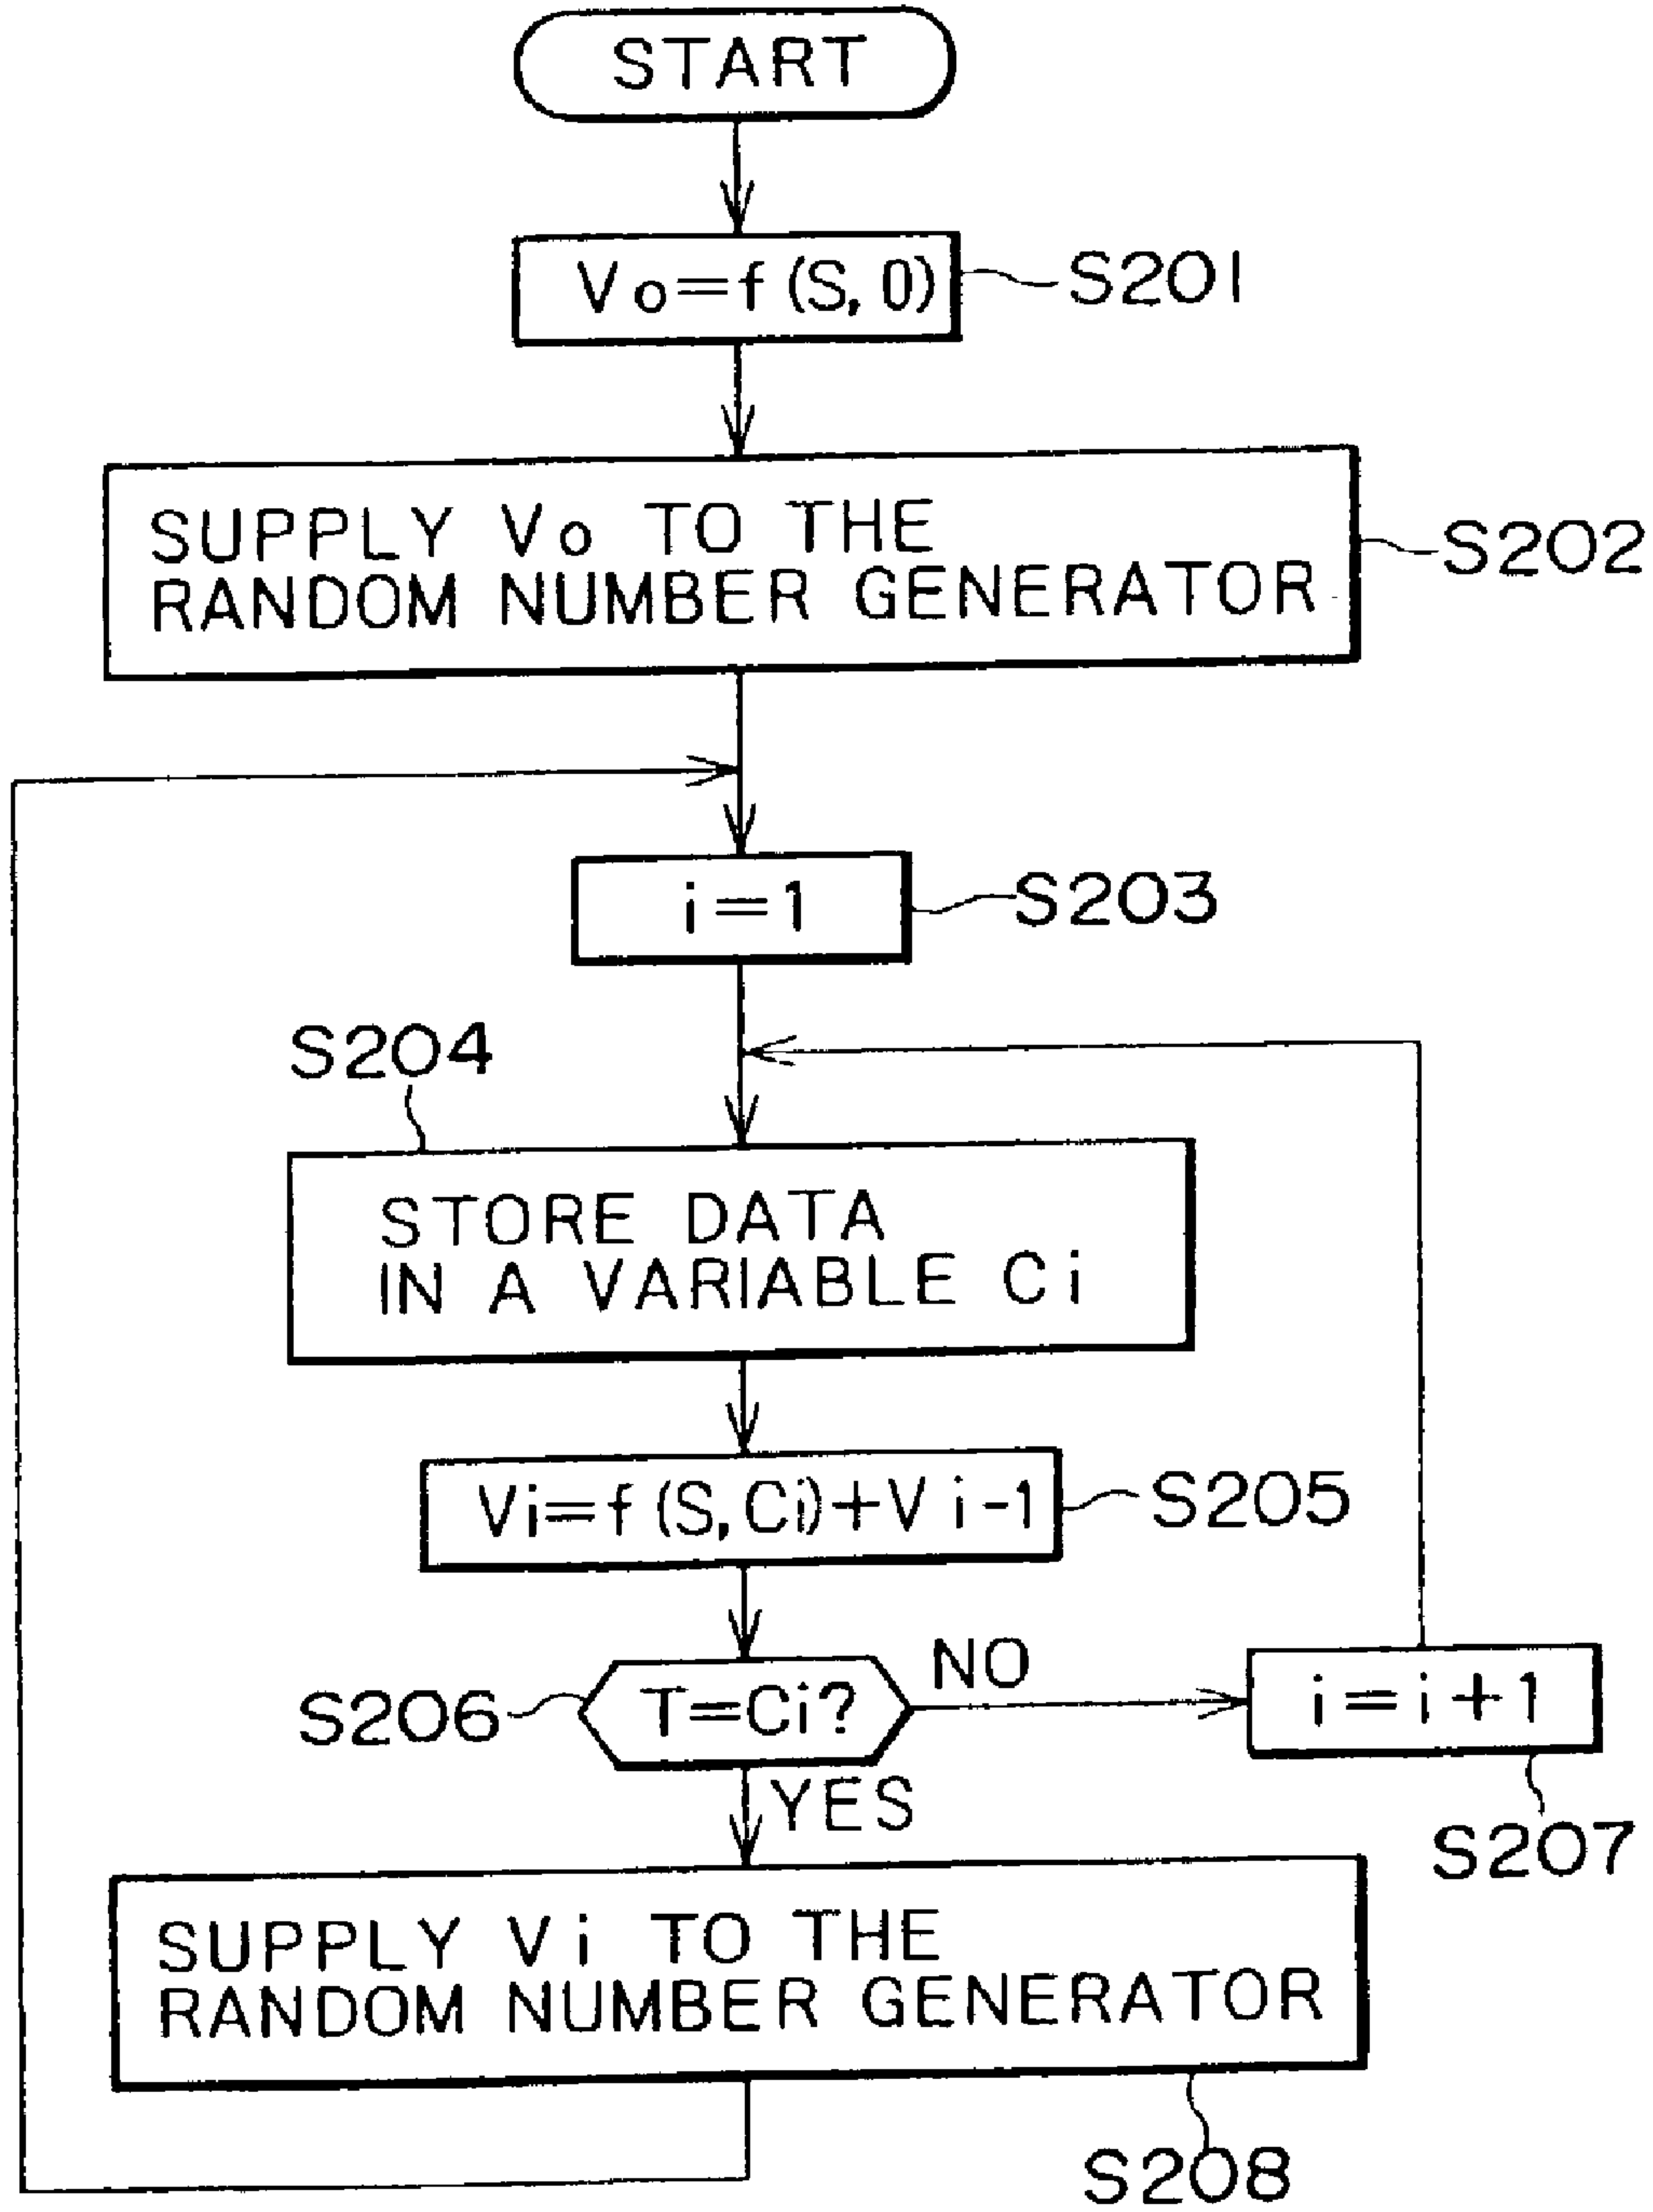 START
Vo=f(S,0)
S201
SUPPLY Vo TO THE
RANDOM NUMBER GENERATOR
S202
i=1
S203
S204
STORE DATA
IN A VARIABLE Ci
Vi=f(S,Ci)+Vi-1
S205
S206
T=Ci?
NO
i=i+1
YES
S207
SUPPLY Vi TO THE
RANDOM NUMBER GENERATOR
S208